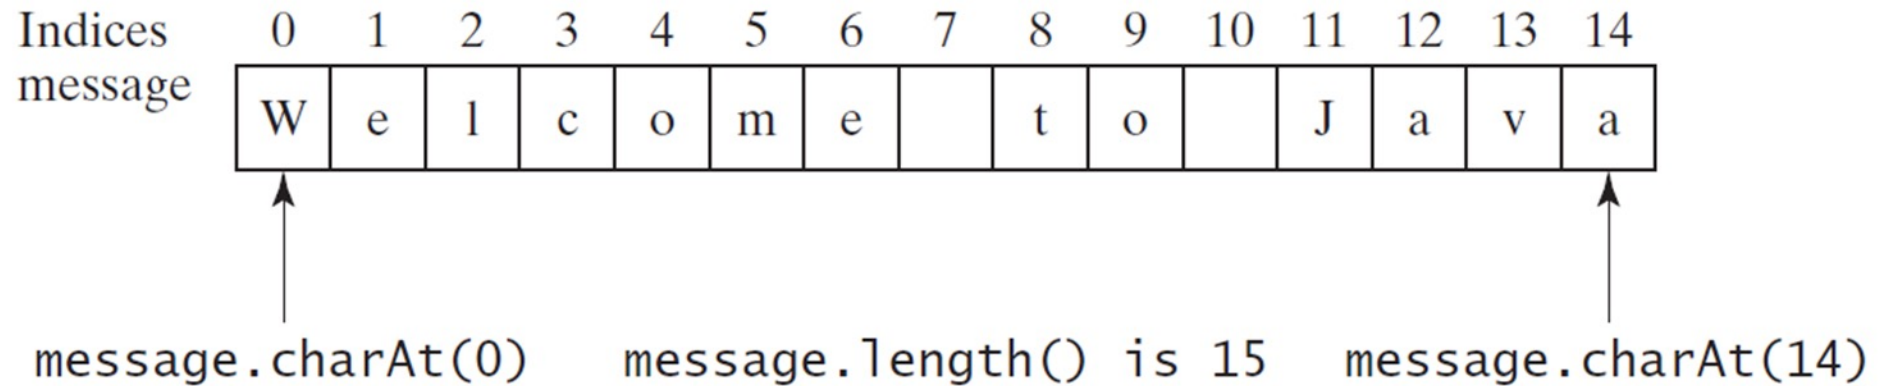 Indices 0 1 2 3 4 5 6 7 8 9 10 11 12 13 14
message W e l c o m e t o J a v a
message.charAt(0) message.length() is 15 message.charAt(14)